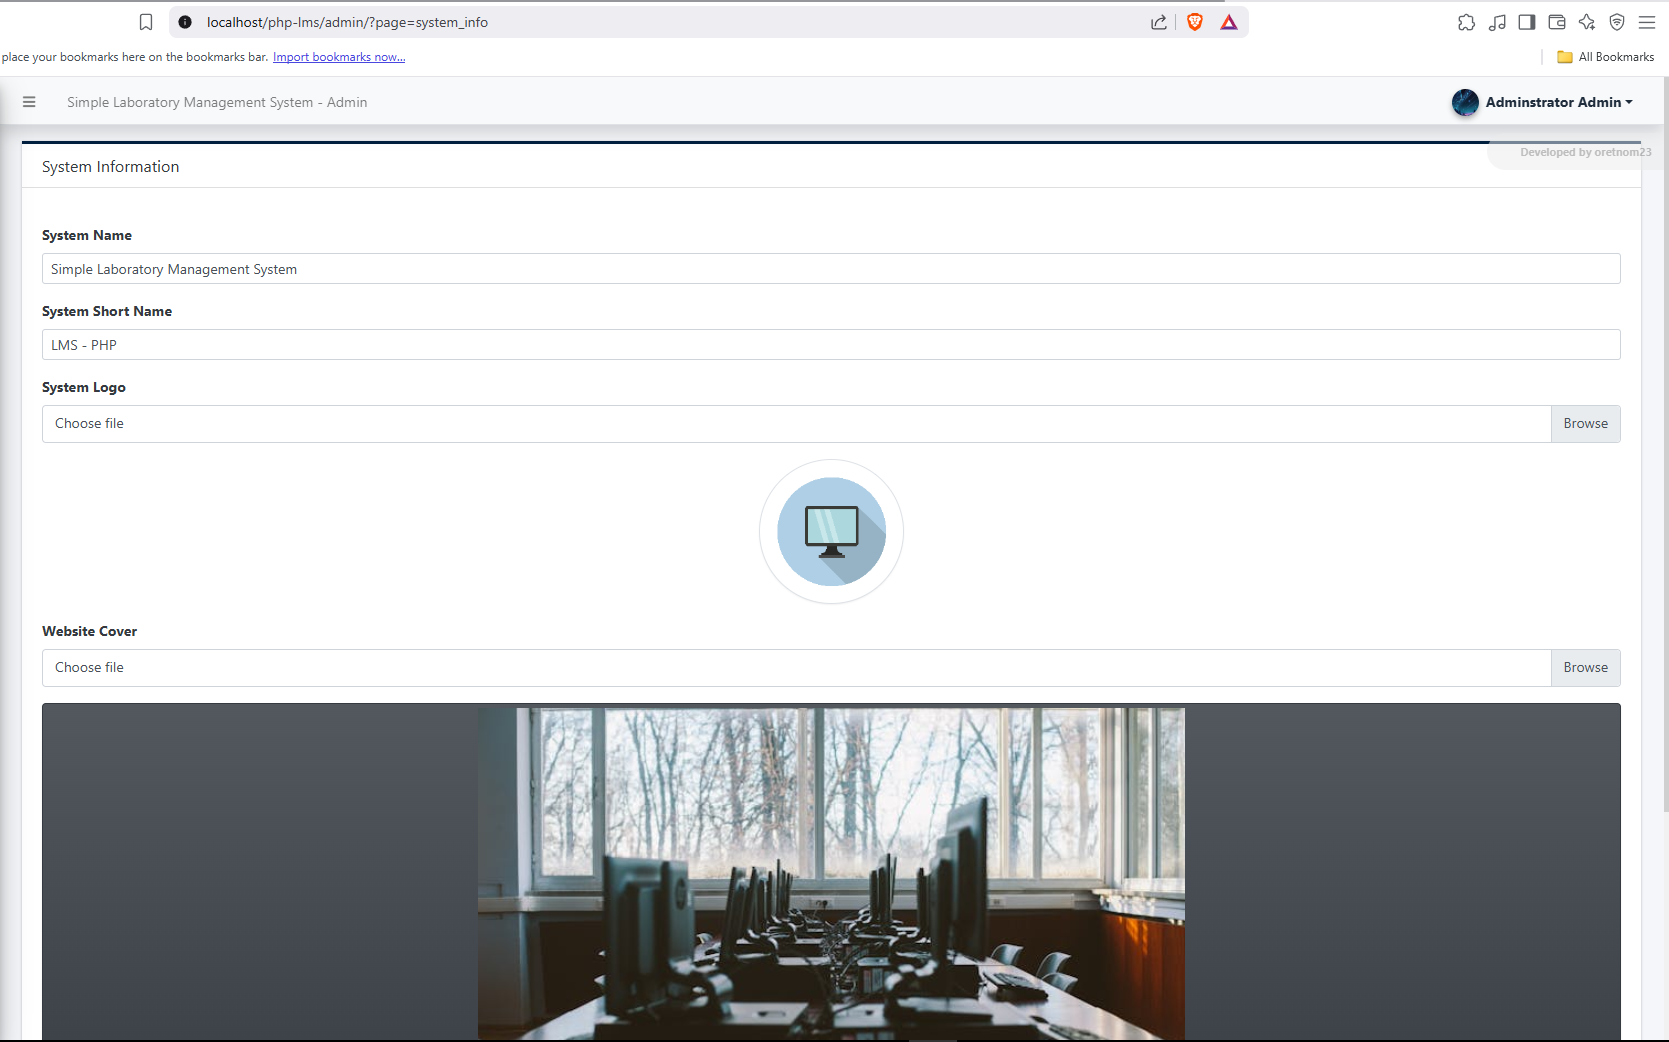 localhost/php-lms/admin/?page=system_info
place your bookmarks here on the bookmarks bar. Import bookmarks now...
All Bookmarks
Simple Laboratory Management System - Admin
Adminstrator Admin
Developed by oretnom23
System Information
System Name
Simple Laboratory Management System
System Short Name
LMS - PHP
System Logo
Choose file
Browse
Website Cover
Choose file
Browse